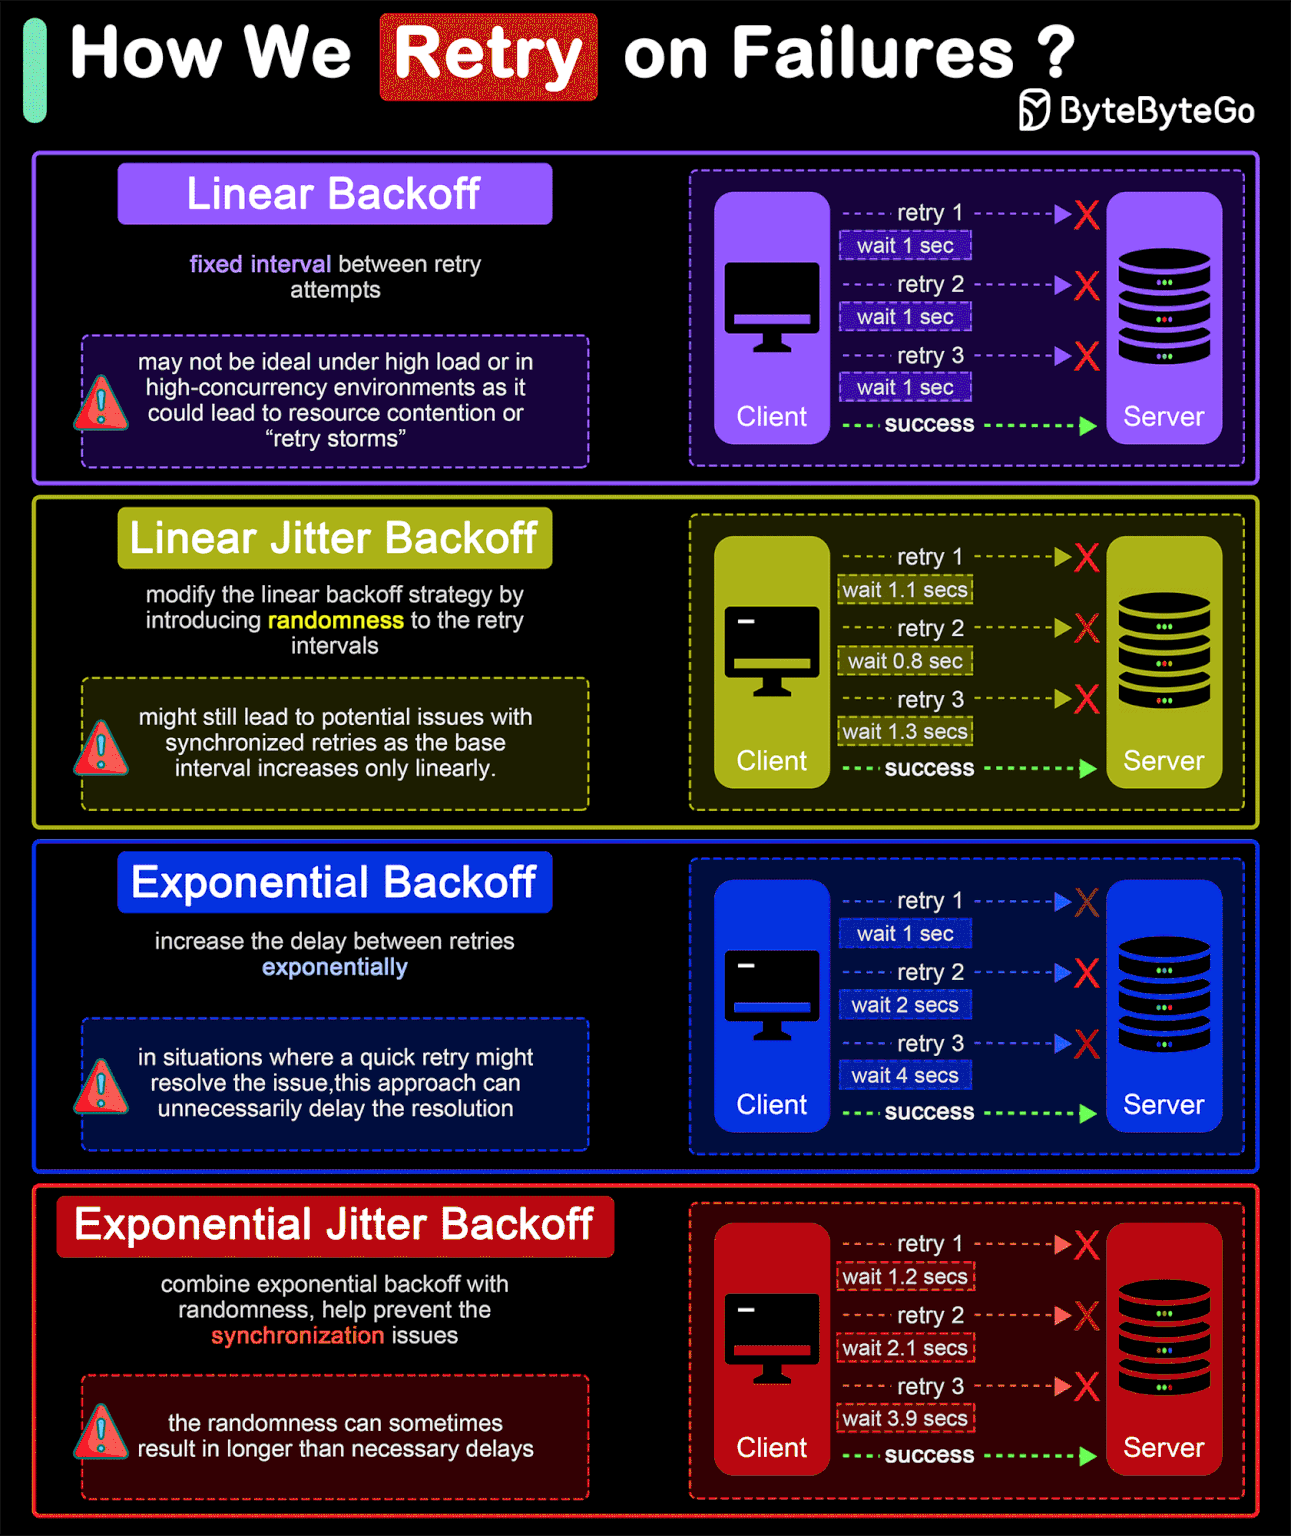 How We Retry on Failures ?
ByteByteGo
Linear Backoff
fixed interval between retry
attempts
may not be ideal under high load or in
high-concurrency environments as it
could lead to resource contention or
“retry storms”
Client
retry 1
wait 1 sec
retry 2
wait 1 sec
retry 3
wait 1 sec
success
Server
Linear Jitter Backoff
modify the linear backoff strategy by
introducing randomness to the retry
intervals
might still lead to potential issues with
synchronized retries as the base
interval increases only linearly.
Client
retry 1
wait 1.1 secs
retry 2
wait 0.8 sec
retry 3
wait 1.3 secs
success
Server
Exponential Backoff
increase the delay between retries
exponentially
in situations where a quick retry might
resolve the issue,this approach can
unnecessarily delay the resolution
Client
retry 1
wait 1 sec
retry 2
wait 2 secs
retry 3
wait 4 secs
success
Server
Exponential Jitter Backoff
combine exponential backoff with
randomness, help prevent the
synchronization issues
the randomness can sometimes
result in longer than necessary delays
Client
retry 1
wait 1.2 secs
retry 2
wait 2.1 secs
retry 3
wait 3.9 secs
success
Server